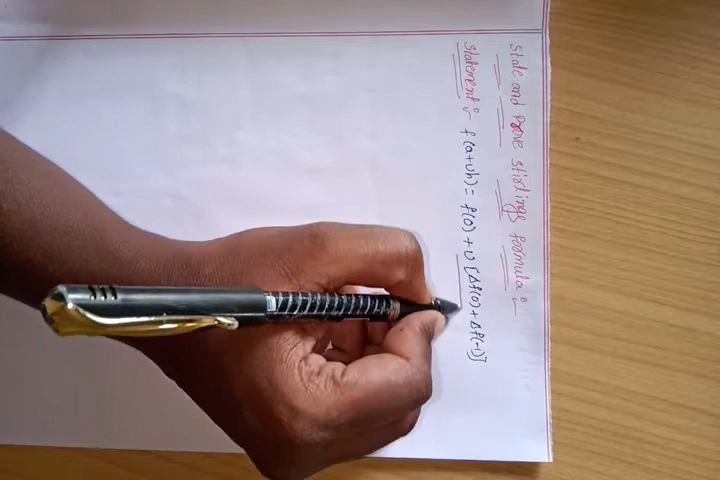 State and Prove stirlings formula :-
Statement :- f(a+uh) = f(0) + u [Δf(0) + Δf(-1)]